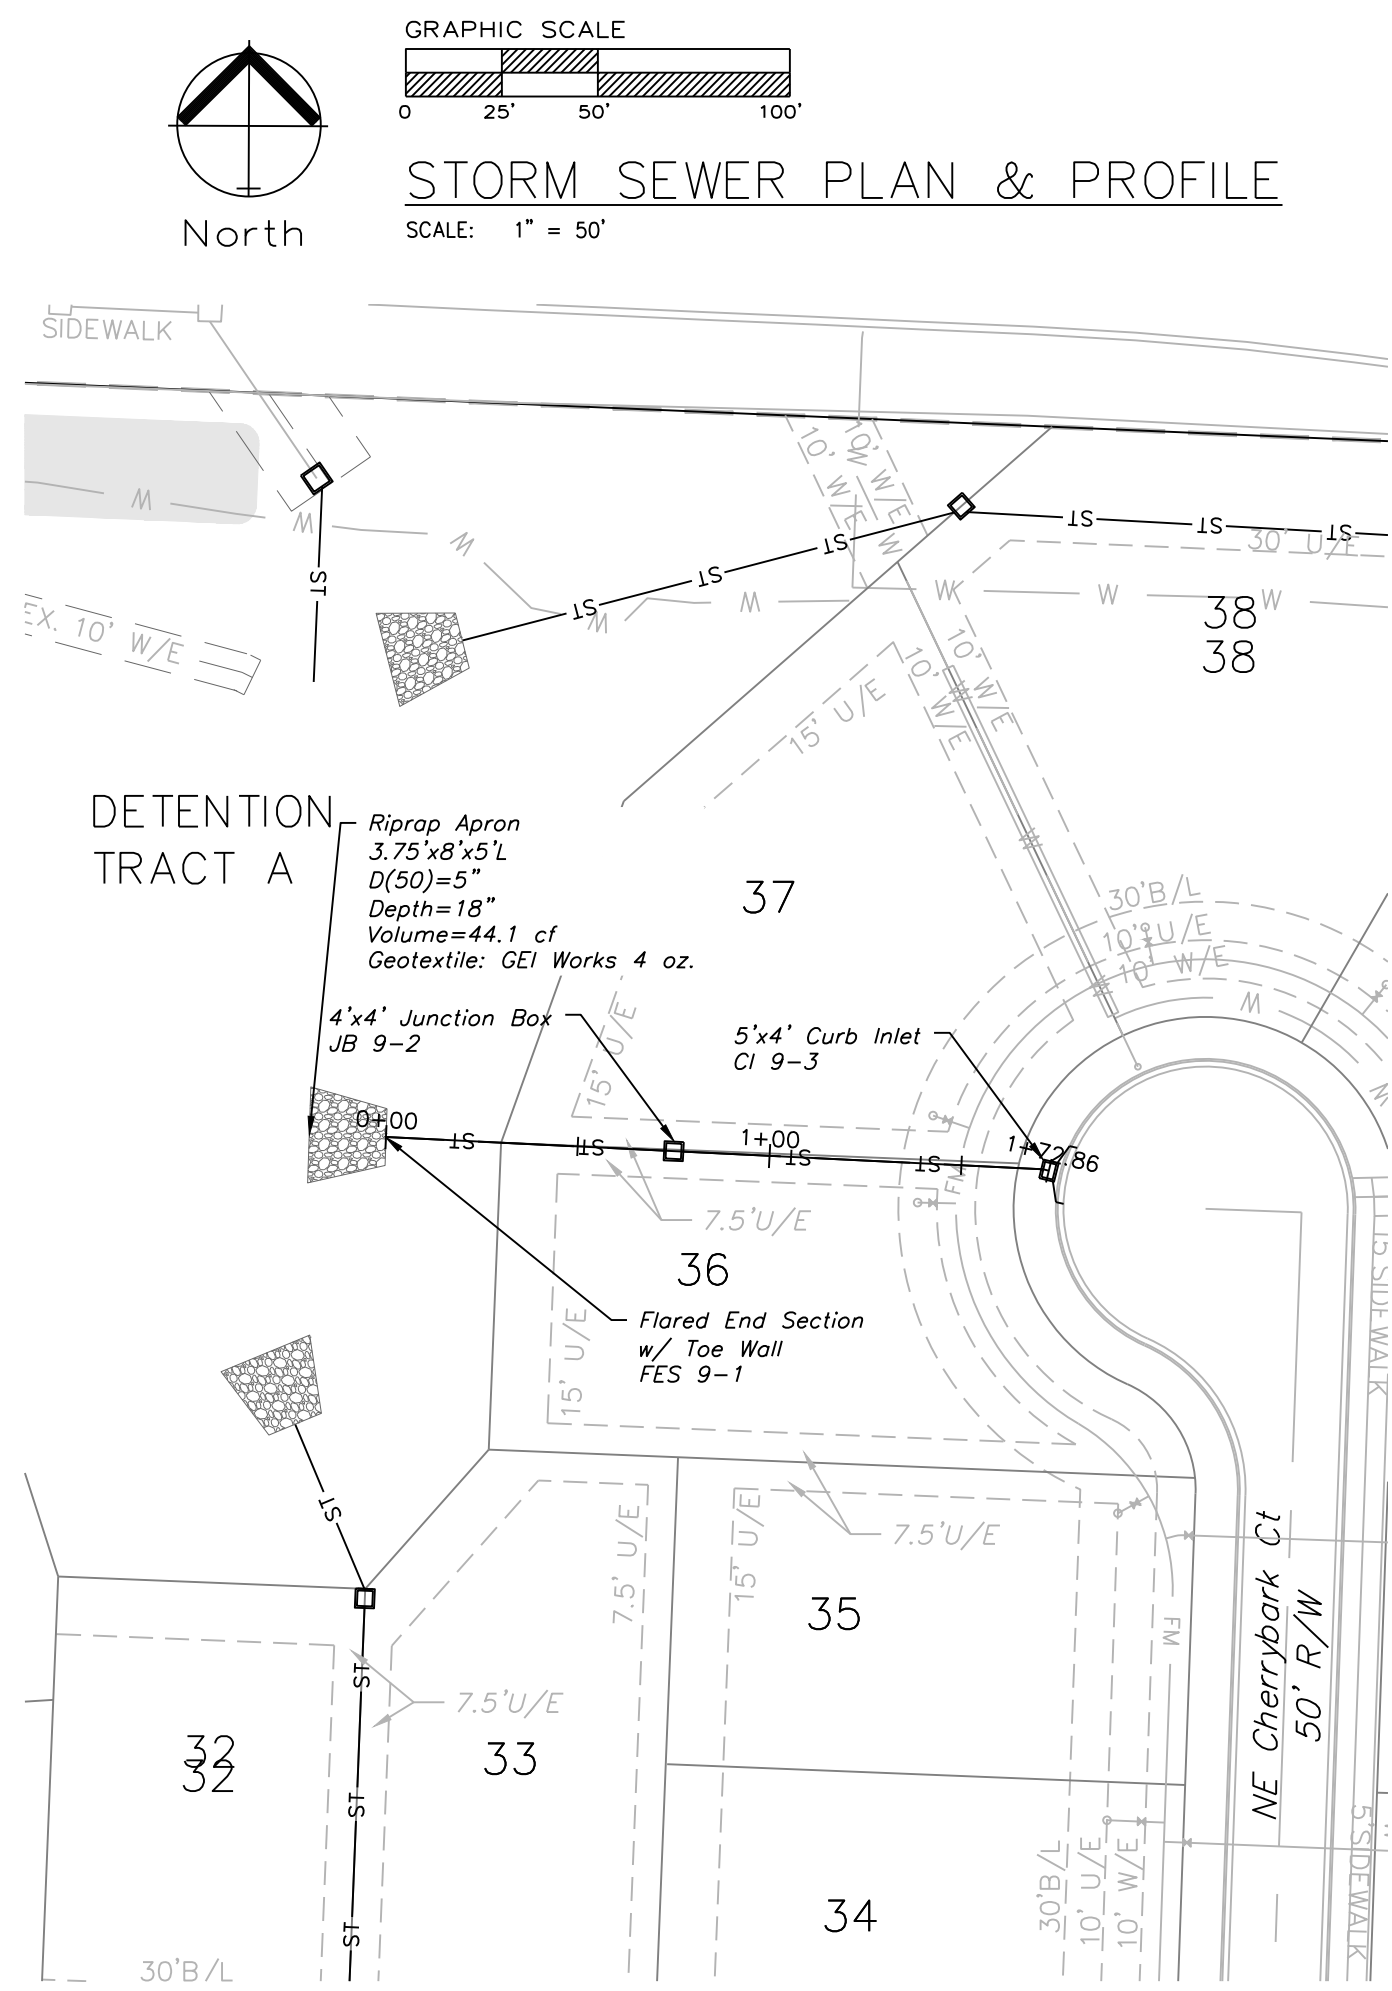 GRAPHIC SCALE
0 25' 50' 100'
STORM SEWER PLAN & PROFILE
SCALE: 1" = 50'
North
SIDEWALK
10' W/E
10' W/E
W
W
W
W
W
W
ST
ST
ST
ST
ST
ST
ST
30' U/E
W
W
W
W
W
38
38
EX. 10' W/E
15' U/E
10' W/E
10' W/E
W
W
W
DETENTION
TRACT A
Riprap Apron
3.75'x8'x5'L
D(50)=5"
Depth=18"
Volume=44.1 cf
Geotextile: GEI Works 4 oz.
37
30'B/L
10' U/E
10' W/E
W
W
4'x4' Junction Box
JB 9-2
15' U/E
5'x4' Curb Inlet
CI 9-3
0+00
ST
ST
1+00
ST
ST
1+72.86
FM
7.5'U/E
36
Flared End Section
w/ Toe Wall
FES 9-1
15' U/E
15 SIDEWALK
ST
7.5' U/E
15' U/E
7.5'U/E
35
NE Cherrybark Ct
50' R/W
FM
ST
7.5'U/E
32
32
33
ST
ST
34
30'B/L
10' U/E
10' W/E
5'SIDEWALK
30'B/L